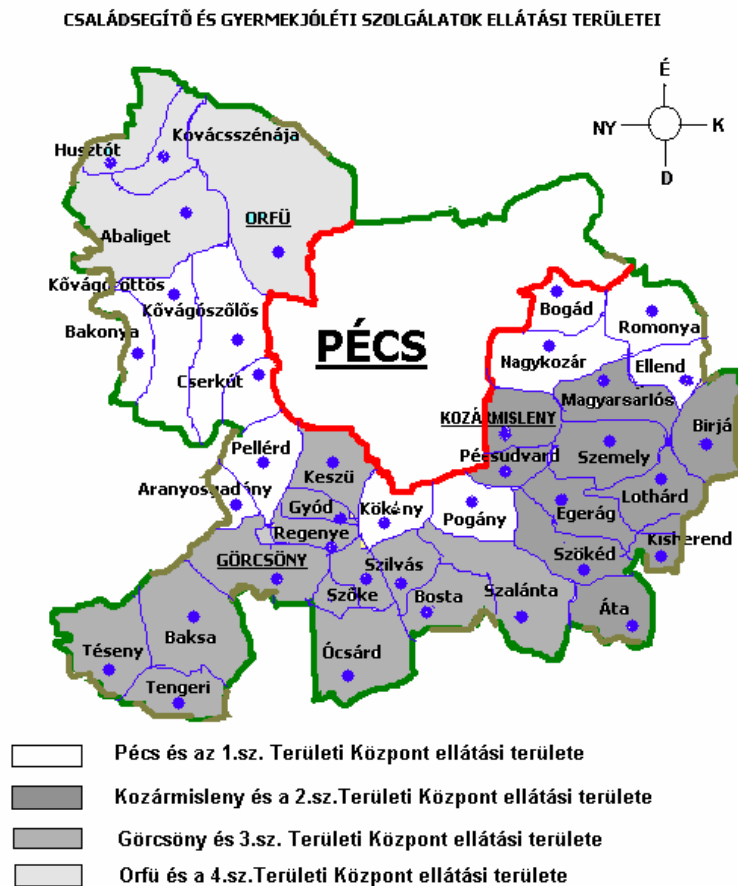 CSALÁDSEGÍTŐ ÉS GYERMEKJÓLÉTI SZOLGÁLATOK ELLÁTÁSI TERÜLETEI
É
NY
K
D
Kovácsszénája
Husztót
ORFÜ
Abaliget
Kővágótöttös
Kővágószőlős
Bakonya
Cserkút
PÉCS
Bogád
Romonya
Nagykozár
Ellend
Magyarsarlós
KOZÁRMISLENY
Birjá
Pellérd
Keszü
Pécsudvard
Szemely
Aranyosgadány
Lothárd
Gyód
Kökény
Pogány
Egerág
Regenye
Kisherend
GÖRCSÖNY
Szilvás
Szökéd
Szőke
Bosta
Szalánta
Áta
Baksa
Ócsárd
Téseny
Tengeri
Pécs és az 1.sz. Területi Központ ellátási területe
Kozármisleny és a 2.sz.Területi Központ ellátási területe
Görcsöny és 3.sz. Területi Központ ellátási területe
Orfü és a 4.sz.Területi Központ ellátási területe